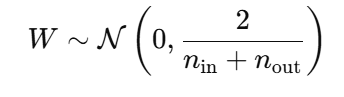 W ∼ 𝒩(0, 2 / (n_in + n_out))